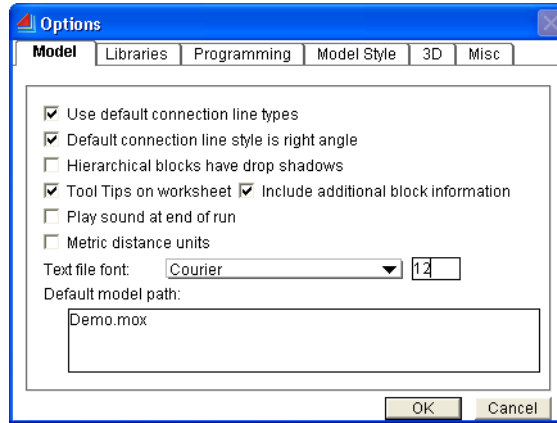 Options
Model Libraries Programming Model Style 3D Misc
Use default connection line types
Default connection line style is right angle
Hierarchical blocks have drop shadows
Tool Tips on worksheet Include additional block information
Play sound at end of run
Metric distance units
Text file font: Courier 12
Default model path:
Demo.mox
OK Cancel